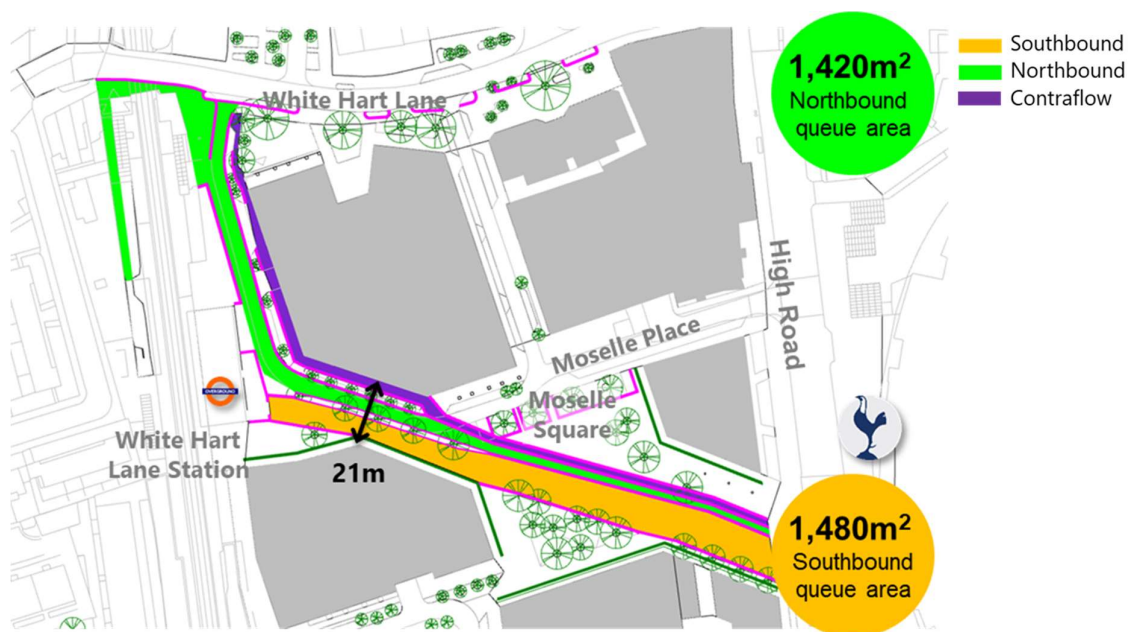 1,420m²
Northbound
queue area
Southbound
Northbound
Contraflow
White Hart Lane
High Road
Moselle Place
OVERGROUND
Moselle
Square
White Hart
Lane Station
21m
1,480m²
Southbound
queue area